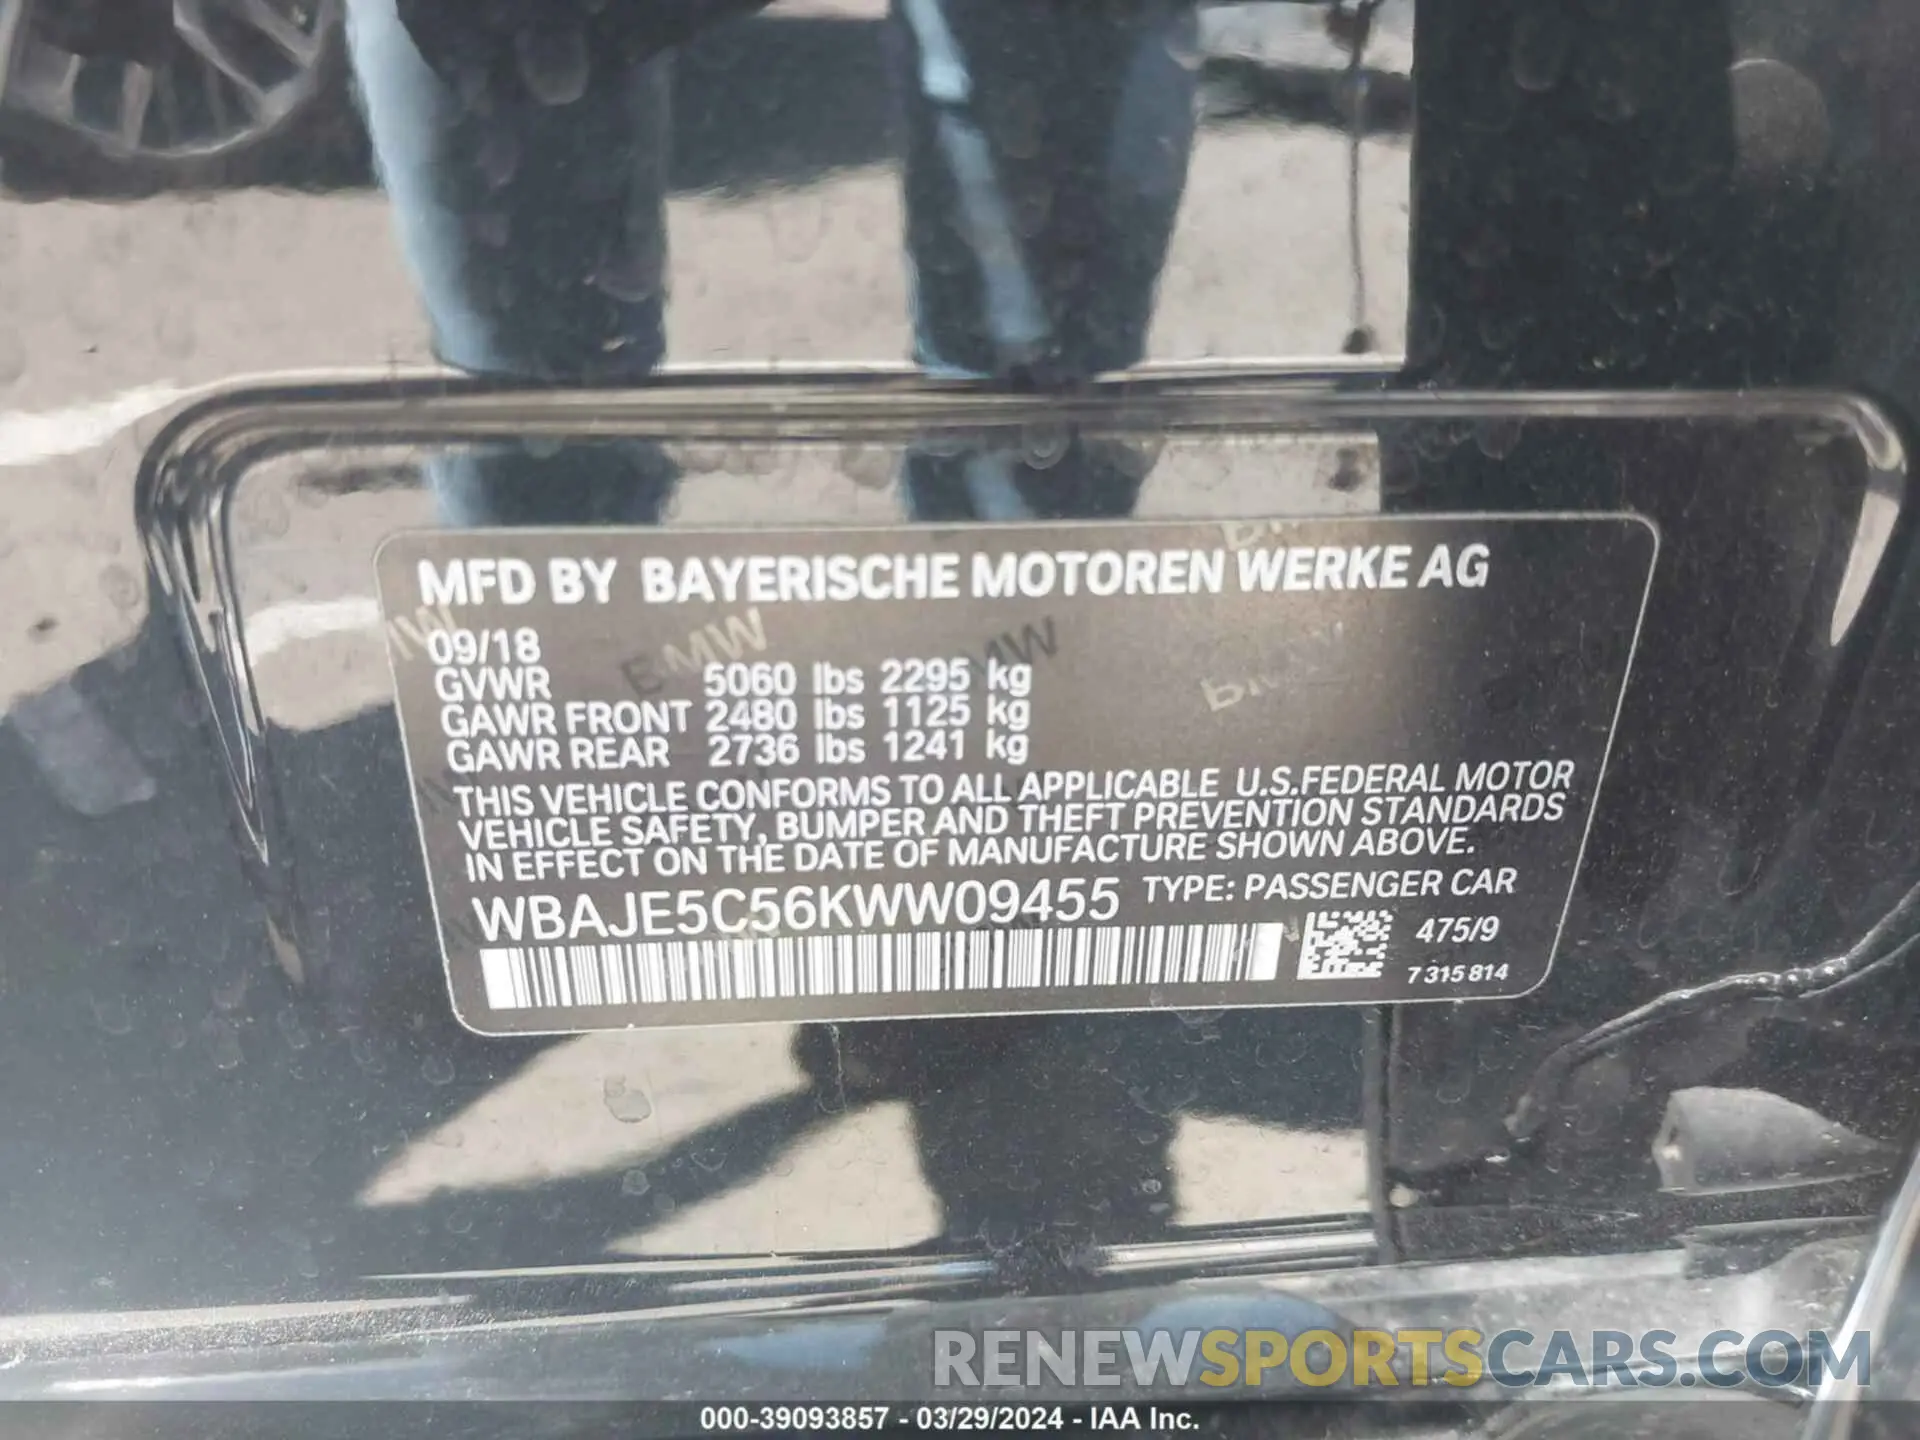 MFD BY BAYERISCHE MOTOREN WERKE AG
09/18
GVWR 5060 lbs 2295 kg
GAWR FRONT 2480 lbs 1125 kg
GAWR REAR 2736 lbs 1241 kg
THIS VEHICLE CONFORMS TO ALL APPLICABLE U.S.FEDERAL MOTOR
VEHICLE SAFETY, BUMPER AND THEFT PREVENTION STANDARDS
IN EFFECT ON THE DATE OF MANUFACTURE SHOWN ABOVE.
WBAJE5C56KWW09455 TYPE: PASSENGER CAR
475/9
7 315 814
BMW
RENEWSPORTSCARS.COM
000-39093857 - 03/29/2024 - IAA Inc.